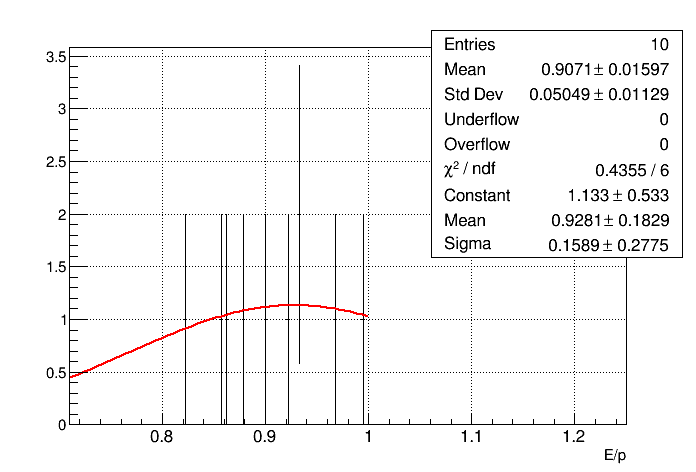 Entries 10
Mean 0.9071 ± 0.01597
Std Dev 0.05049 ± 0.01129
Underflow 0
Overflow 0
χ² / ndf 0.4355 / 6
Constant 1.133 ± 0.533
Mean 0.9281 ± 0.1829
Sigma 0.1589 ± 0.2775
3.5
3
2.5
2
1.5
1
0.5
0
0.8 0.9 1 1.1 1.2
E/p